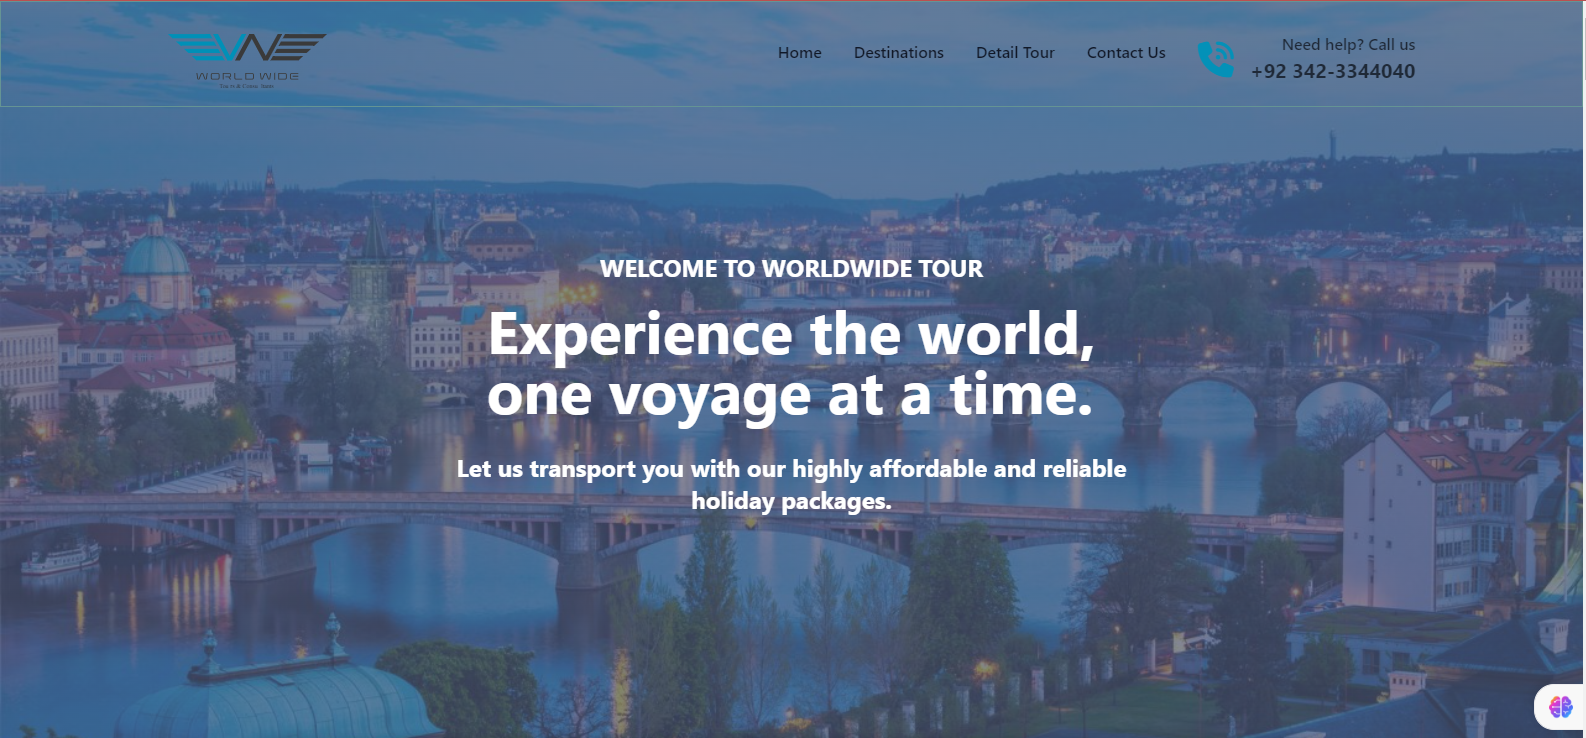 WORLD WIDE
Home
Destinations
Detail Tour
Contact Us
Need help? Call us
+92 342-3344040
WELCOME TO WORLDWIDE TOUR
Experience the world,
one voyage at a time.
Let us transport you with our highly affordable and reliable
holiday packages.